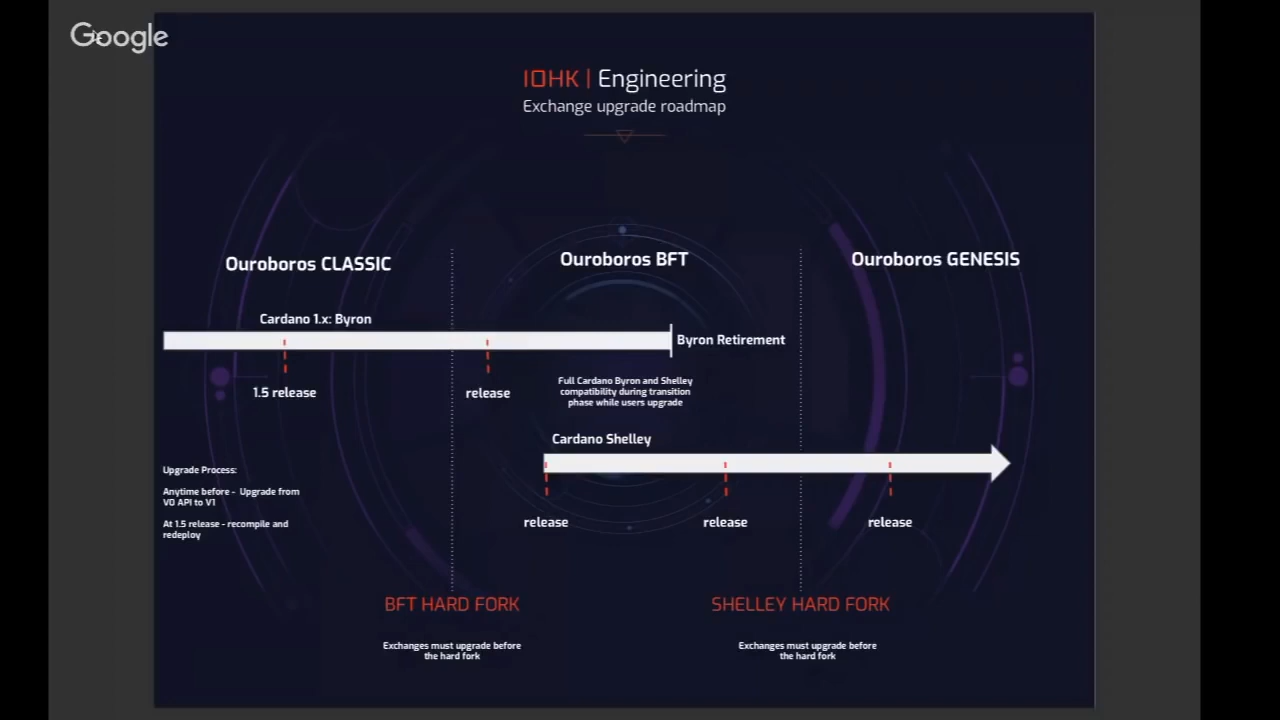 Google
IOHK | Engineering
Exchange upgrade roadmap
Ouroboros CLASSIC
Ouroboros BFT
Ouroboros GENESIS
Cardano 1.x: Byron
Byron Retirement
1.5 release
release
Full Cardano Byron and Shelley
compatibility during transition
phase while users upgrade
Cardano Shelley
Upgrade Process:
Anytime before - Upgrade from
V0 API to V1
At 1.5 release - recompile and
redeploy
release
release
release
BFT HARD FORK
SHELLEY HARD FORK
Exchanges must upgrade before
the hard fork
Exchanges must upgrade before
the hard fork